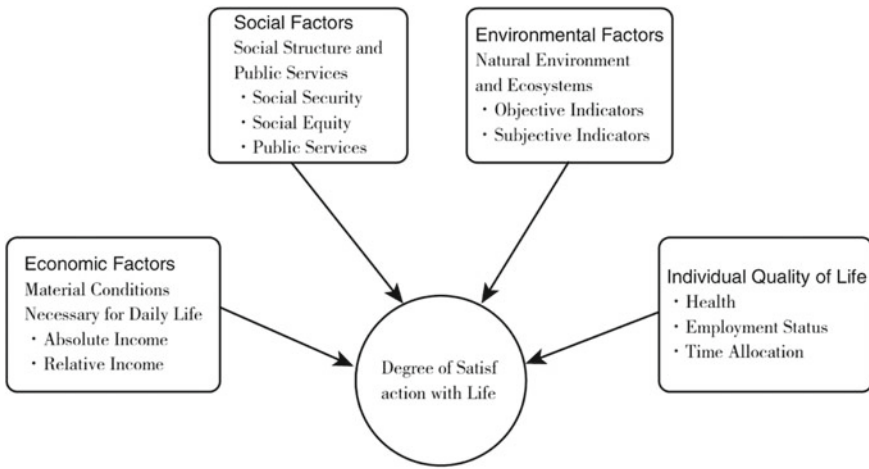 Social Factors
Social Structure and
Public Services
・Social Security
・Social Equity
・Public Services
Environmental Factors
Natural Environment
and Ecosystems
・Objective Indicators
・Subjective Indicators
Economic Factors
Material Conditions
Necessary for Daily Life
・Absolute Income
・Relative Income
Individual Quality of Life
・Health
・Employment Status
・Time Allocation
Degree of Satisf
action with Life